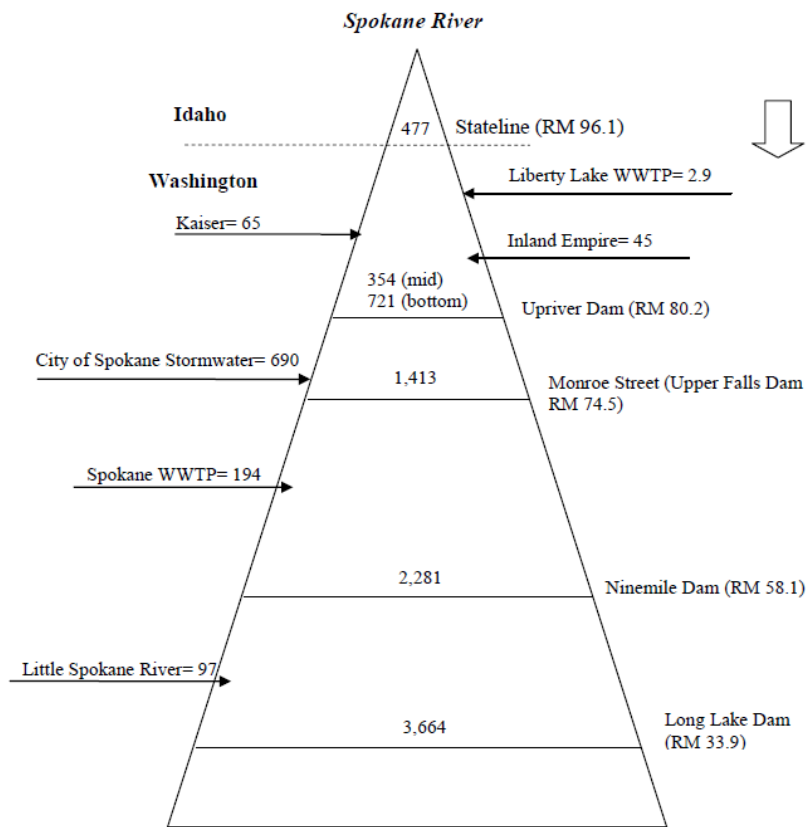 Spokane River
Idaho
477
Stateline (RM 96.1)
Washington
Liberty Lake WWTP= 2.9
Kaiser= 65
Inland Empire= 45
354 (mid)
721 (bottom)
Upriver Dam (RM 80.2)
City of Spokane Stormwater= 690
1,413
Monroe Street (Upper Falls Dam
RM 74.5)
Spokane WWTP= 194
2,281
Ninemile Dam (RM 58.1)
Little Spokane River= 97
3,664
Long Lake Dam
(RM 33.9)